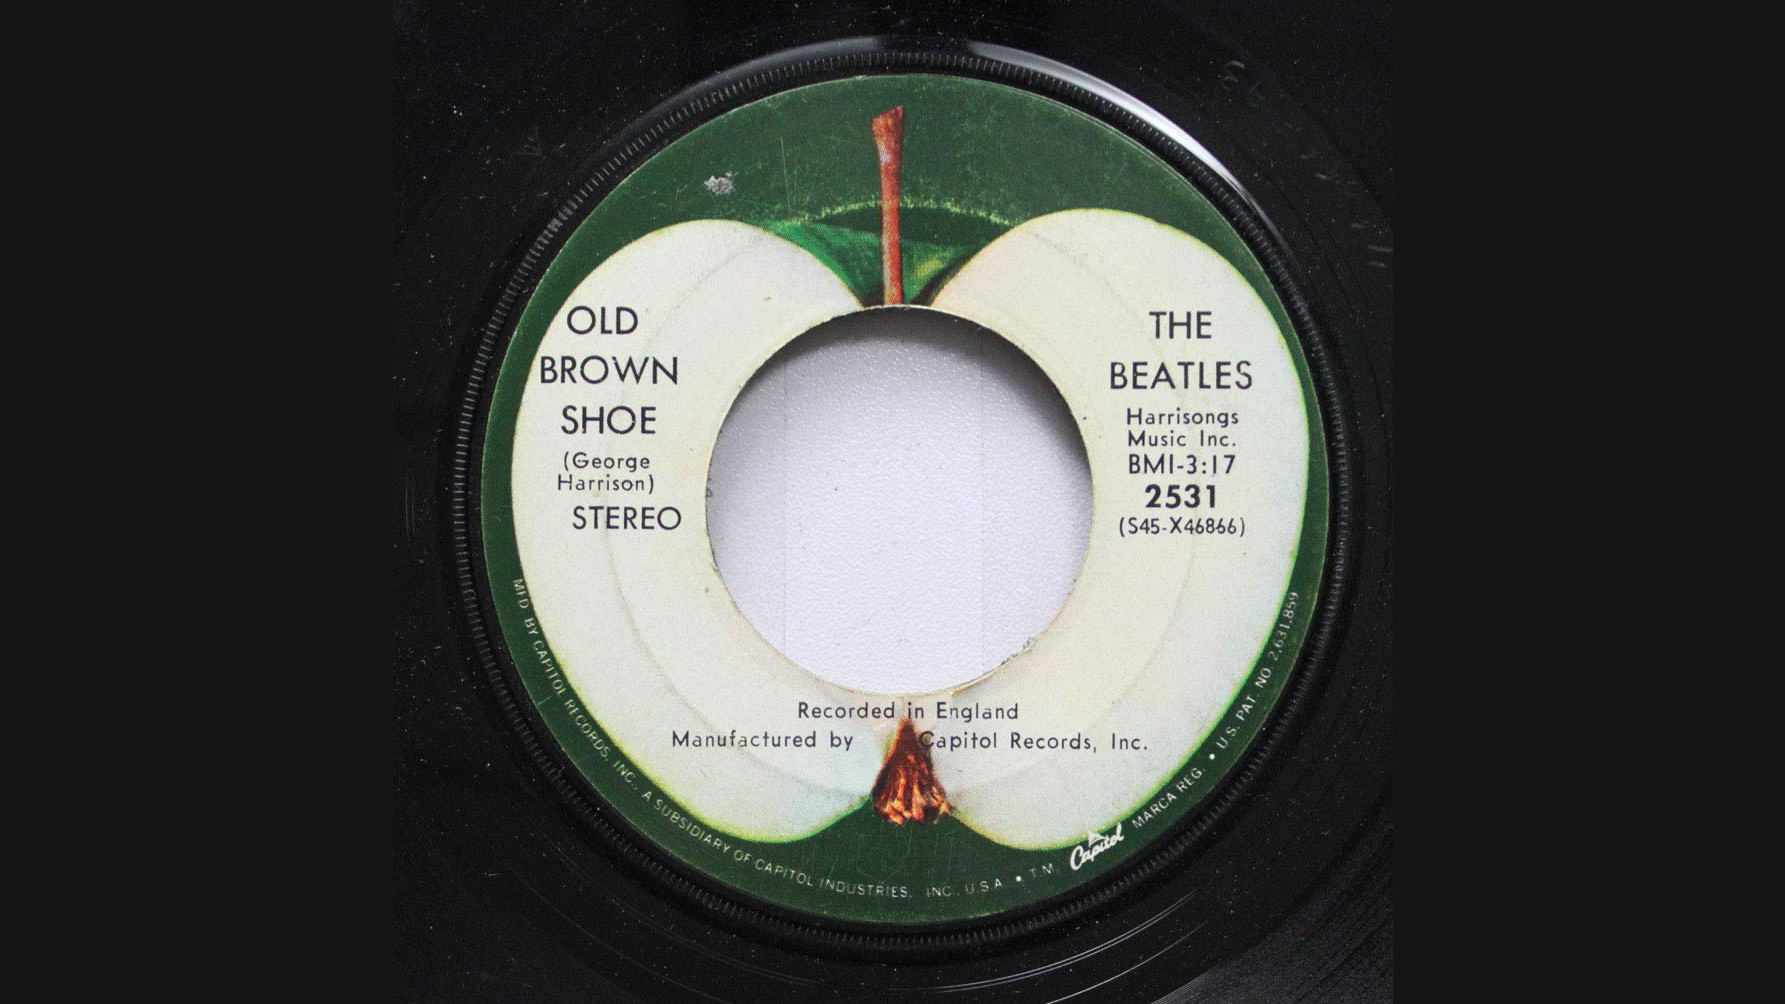 OLD
BROWN
SHOE
(George
Harrison)
STEREO
THE
BEATLES
Harrisongs
Music Inc.
BMI-3:17
2531
(S45-X46866)
Recorded in England
Manufactured by Capitol Records, Inc.
MFD. BY CAPITOL RECORDS, INC., A SUBSIDIARY OF CAPITOL INDUSTRIES, INC., U.S.A. • T.M. Capitol MARCA REG. • U.S. PAT. NO. 2,631,859